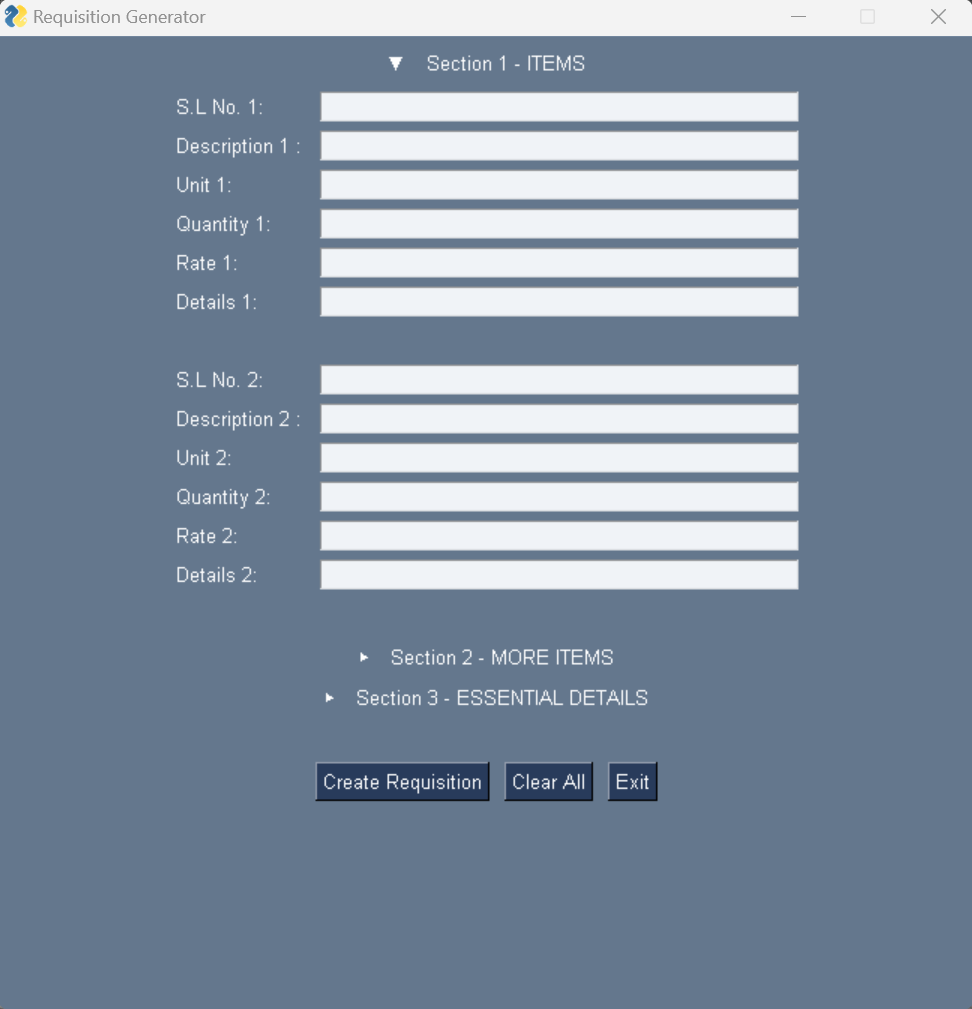 Requisition Generator
▼ Section 1 - ITEMS
S.L No. 1:
Description 1 :
Unit 1:
Quantity 1:
Rate 1:
Details 1:
S.L No. 2:
Description 2 :
Unit 2:
Quantity 2:
Rate 2:
Details 2:
▸ Section 2 - MORE ITEMS
▸ Section 3 - ESSENTIAL DETAILS
Create Requisition Clear All Exit